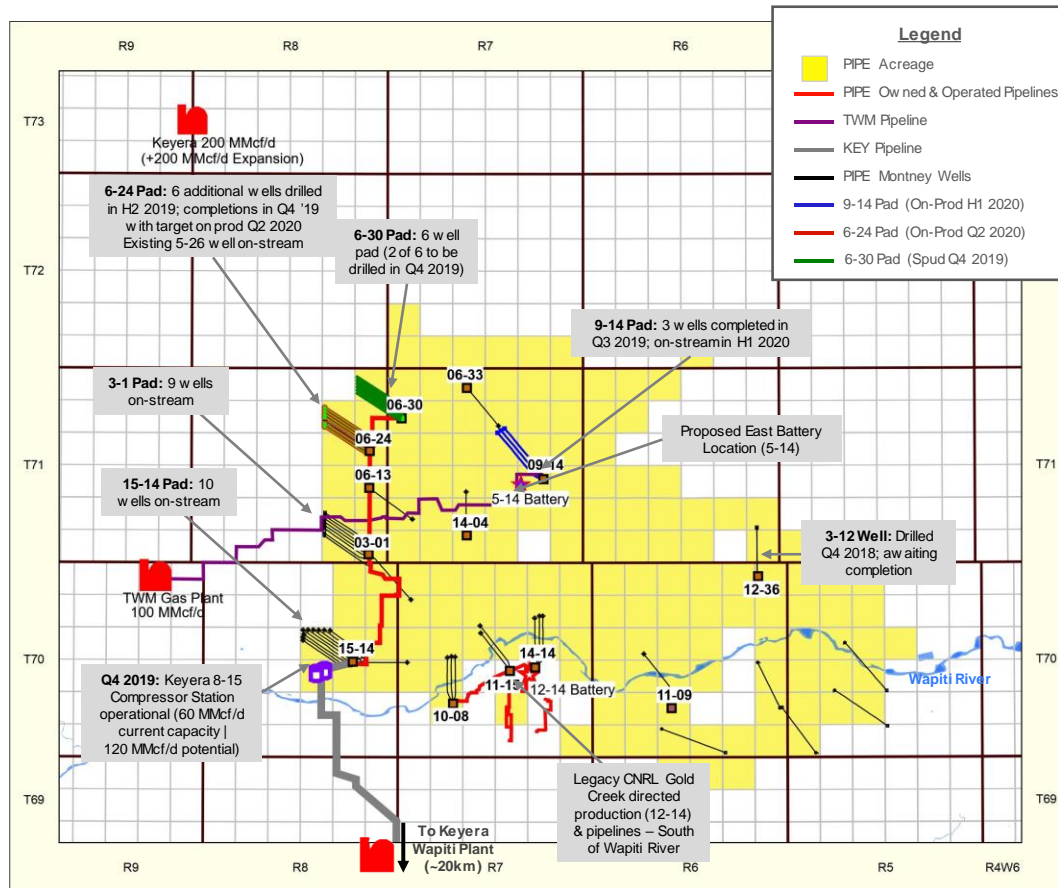 R9
R8
R7
R6
Legend
PIPE Acreage
PIPE Owned & Operated Pipelines
TWM Pipeline
KEY Pipeline
PIPE Montney Wells
9-14 Pad (On-Prod H1 2020)
6-24 Pad (On-Prod Q2 2020)
6-30 Pad (Spud Q4 2019)
T73
Keyera 200 MMcf/d
(+200 MMcf/d Expansion)
6-24 Pad: 6 additional wells drilled
in H2 2019; completions in Q4 '19
with target on prod Q2 2020
Existing 5-26 well on-stream
6-30 Pad: 6 well
pad (2 of 6 to be
drilled in Q4 2019)
T72
T72
9-14 Pad: 3 wells completed in
Q3 2019; on-stream in H1 2020
3-1 Pad: 9 wells
on-stream
06-33
06-30
06-24
Proposed East Battery
Location (5-14)
T71
T71
09-14
06-13
5-14 Battery
15-14 Pad: 10
wells on-stream
14-04
03-01
3-12 Well: Drilled
Q4 2018; awaiting
completion
12-36
TWM Gas Plant
100 MMcf/d
15-14
14-14
T70
T70
Wapiti River
11-15
12-14 Battery
11-09
10-08
Q4 2019: Keyera 8-15
Compressor Station
operational (60 MMcf/d
current capacity |
120 MMcf/d potential)
Legacy CNRL Gold
Creek directed
production (12-14)
& pipelines – South
of Wapiti River
T69
T69
To Keyera
Wapiti Plant
(~20km)
R9
R8
R7
R6
R5
R4W6